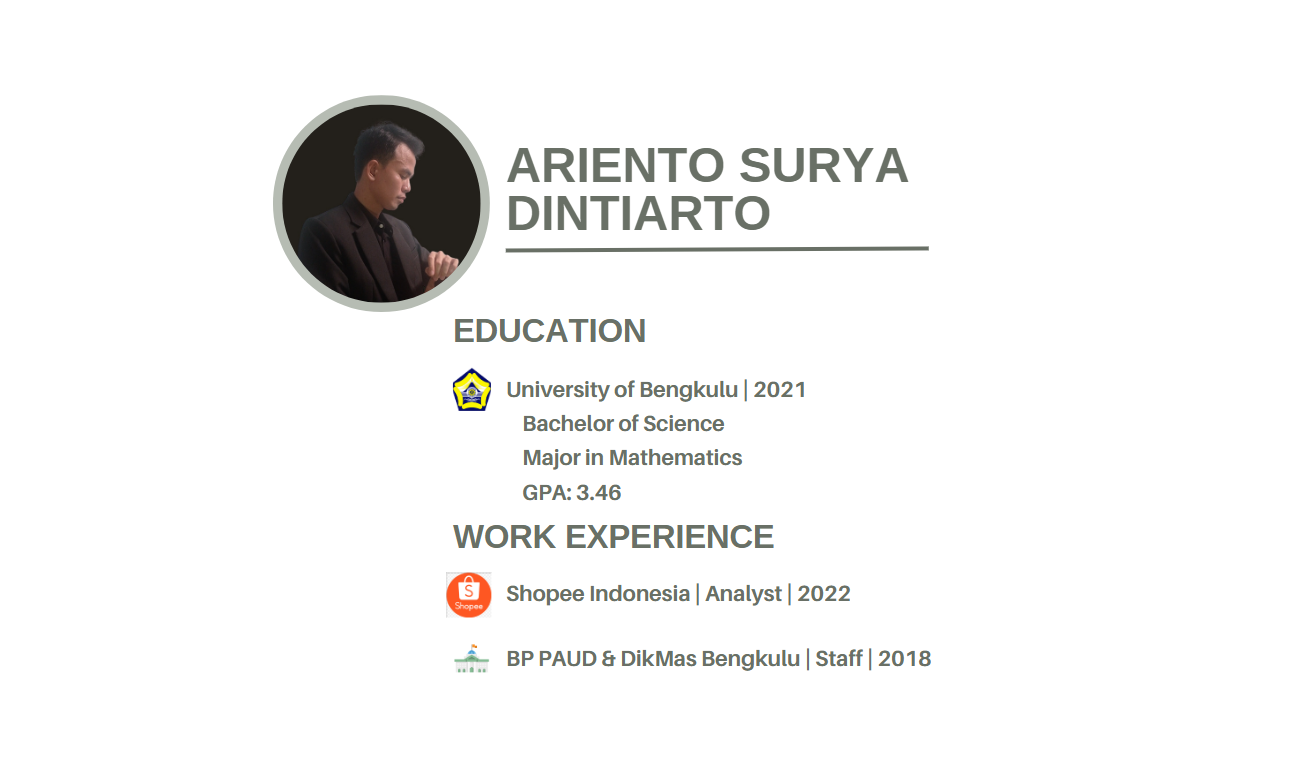 ARIENTO SURYA
DINTIARTO
EDUCATION
University of Bengkulu | 2021
Bachelor of Science
Major in Mathematics
GPA: 3.46
WORK EXPERIENCE
S
Shopee
Shopee Indonesia | Analyst | 2022
BP PAUD & DikMas Bengkulu | Staff | 2018